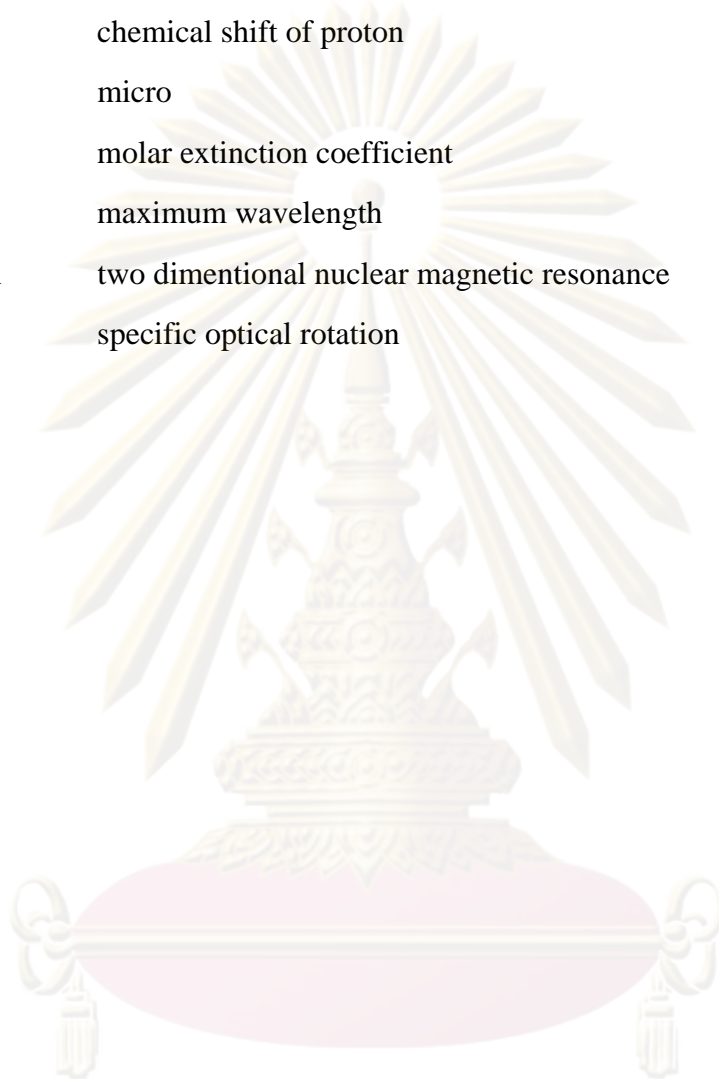 chemical shift of proton
micro
molar extinction coefficient
maximum wavelength
two dimentional nuclear magnetic resonance
specific optical rotation